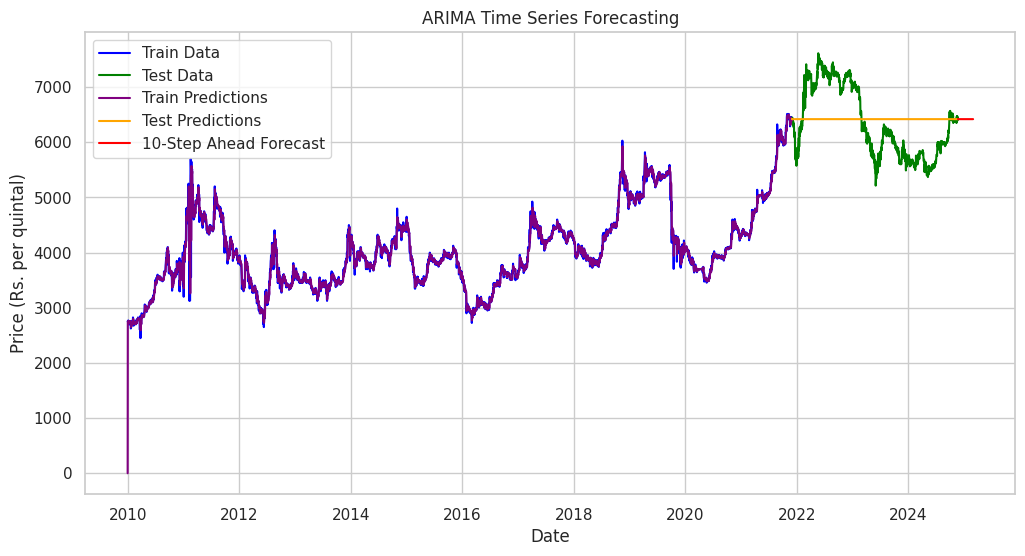 ARIMA Time Series Forecasting
Train Data
Test Data
Train Predictions
Test Predictions
10-Step Ahead Forecast
Price (Rs. per quintal)
7000
6000
5000
4000
3000
2000
1000
0
2010 2012 2014 2016 2018 2020 2022 2024
Date